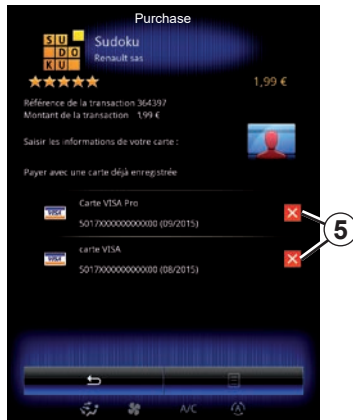 Purchase
SU
DO
KU
Sudoku
Renault sas
1,99 €
Référence de la transaction 364397
Montant de la transaction 1,99 €
Saisir les informations de votre carte :
Payer avec une carte déjà enregistrée
VISA
Carte VISA Pro
5017XXXXXXXXXX00 (09/2015)
VISA
carte VISA
5017XXXXXXXXXX00 (08/2015)
5
A/C
A